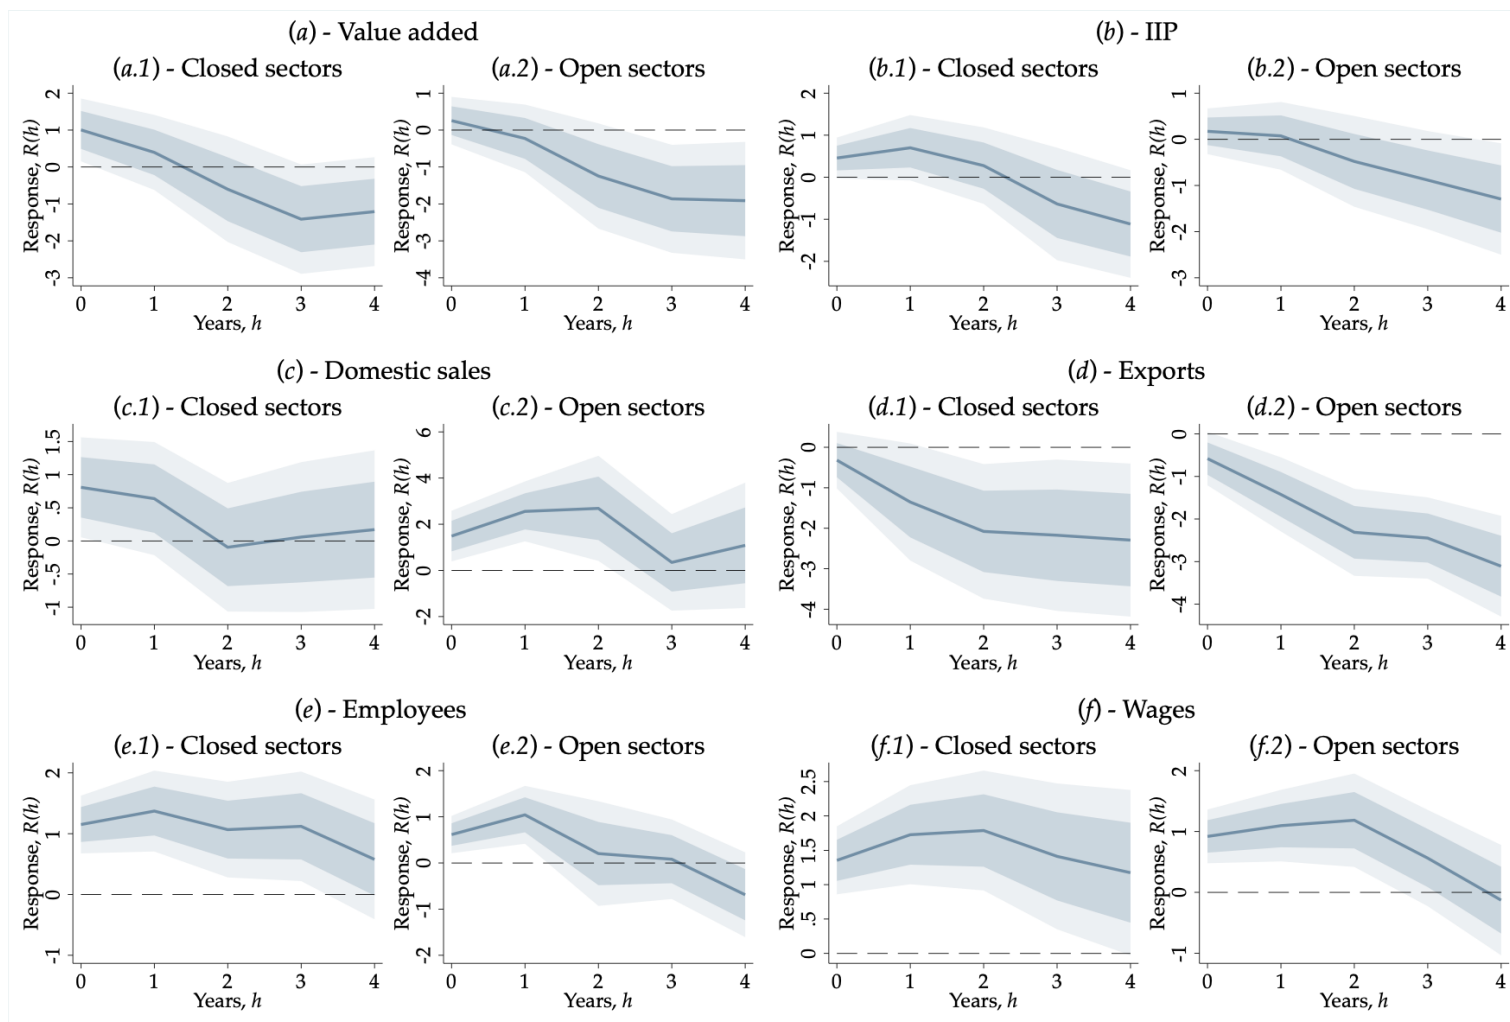 (a) - Value added
(b) - IIP
(a.1) - Closed sectors
(a.2) - Open sectors
(b.1) - Closed sectors
(b.2) - Open sectors
Response, R(h)
2
1
0
-1
-2
-3
0 1 2 3 4
Years, h
Response, R(h)
1
0
-1
-2
-3
-4
0 1 2 3 4
Years, h
Response, R(h)
2
1
0
-1
-2
0 1 2 3 4
Years, h
Response, R(h)
1
0
-1
-2
-3
0 1 2 3 4
Years, h
(c) - Domestic sales
(d) - Exports
(c.1) - Closed sectors
(c.2) - Open sectors
(d.1) - Closed sectors
(d.2) - Open sectors
Response, R(h)
1.5
1
.5
0
-.5
-1
0 1 2 3 4
Years, h
Response, R(h)
6
4
2
0
-2
0 1 2 3 4
Years, h
Response, R(h)
0
-1
-2
-3
-4
0 1 2 3 4
Years, h
Response, R(h)
0
-1
-2
-3
-4
0 1 2 3 4
Years, h
(e) - Employees
(f) - Wages
(e.1) - Closed sectors
(e.2) - Open sectors
(f.1) - Closed sectors
(f.2) - Open sectors
Response, R(h)
2
1
0
-1
0 1 2 3 4
Years, h
Response, R(h)
2
1
0
-1
-2
0 1 2 3 4
Years, h
Response, R(h)
2.5
2
1.5
1
.5
0
0 1 2 3 4
Years, h
Response, R(h)
2
1
0
-1
0 1 2 3 4
Years, h